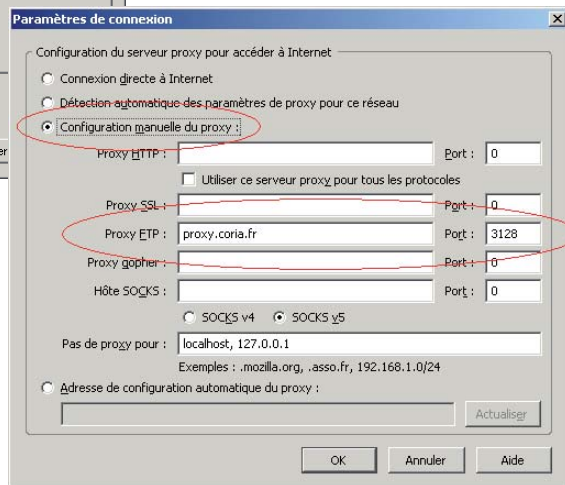 Paramètres de connexion
Configuration du serveur proxy pour accéder à Internet
Connexion directe à Internet
Détection automatique des paramètres de proxy pour ce réseau
Configuration manuelle du proxy :
er
Proxy HTTP : Port : 0
Utiliser ce serveur proxy pour tous les protocoles
Proxy SSL : Port : 0
Proxy FTP : proxy.coria.fr Port : 3128
Proxy gopher : Port : 0
Hôte SOCKS : Port : 0
SOCKS v4 SOCKS v5
Pas de proxy pour : localhost, 127.0.0.1
Exemples : .mozilla.org, .asso.fr, 192.168.1.0/24
Adresse de configuration automatique du proxy :
Actualiser
OK Annuler Aide